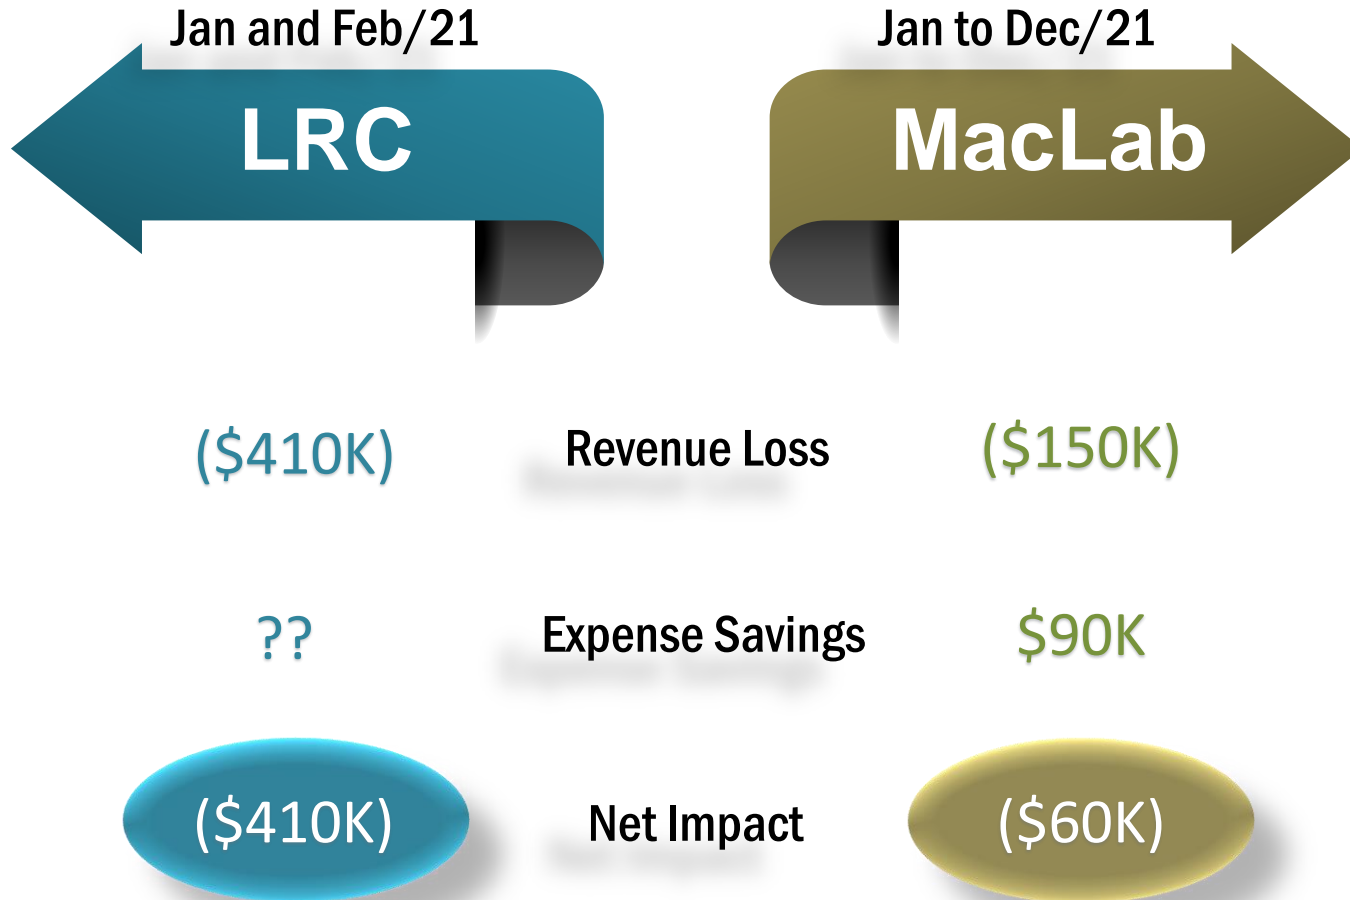 Jan and Feb/21
Jan to Dec/21
LRC
MacLab
($410K)
Revenue Loss
($150K)
??
Expense Savings
$90K
($410K)
Net Impact
($60K)